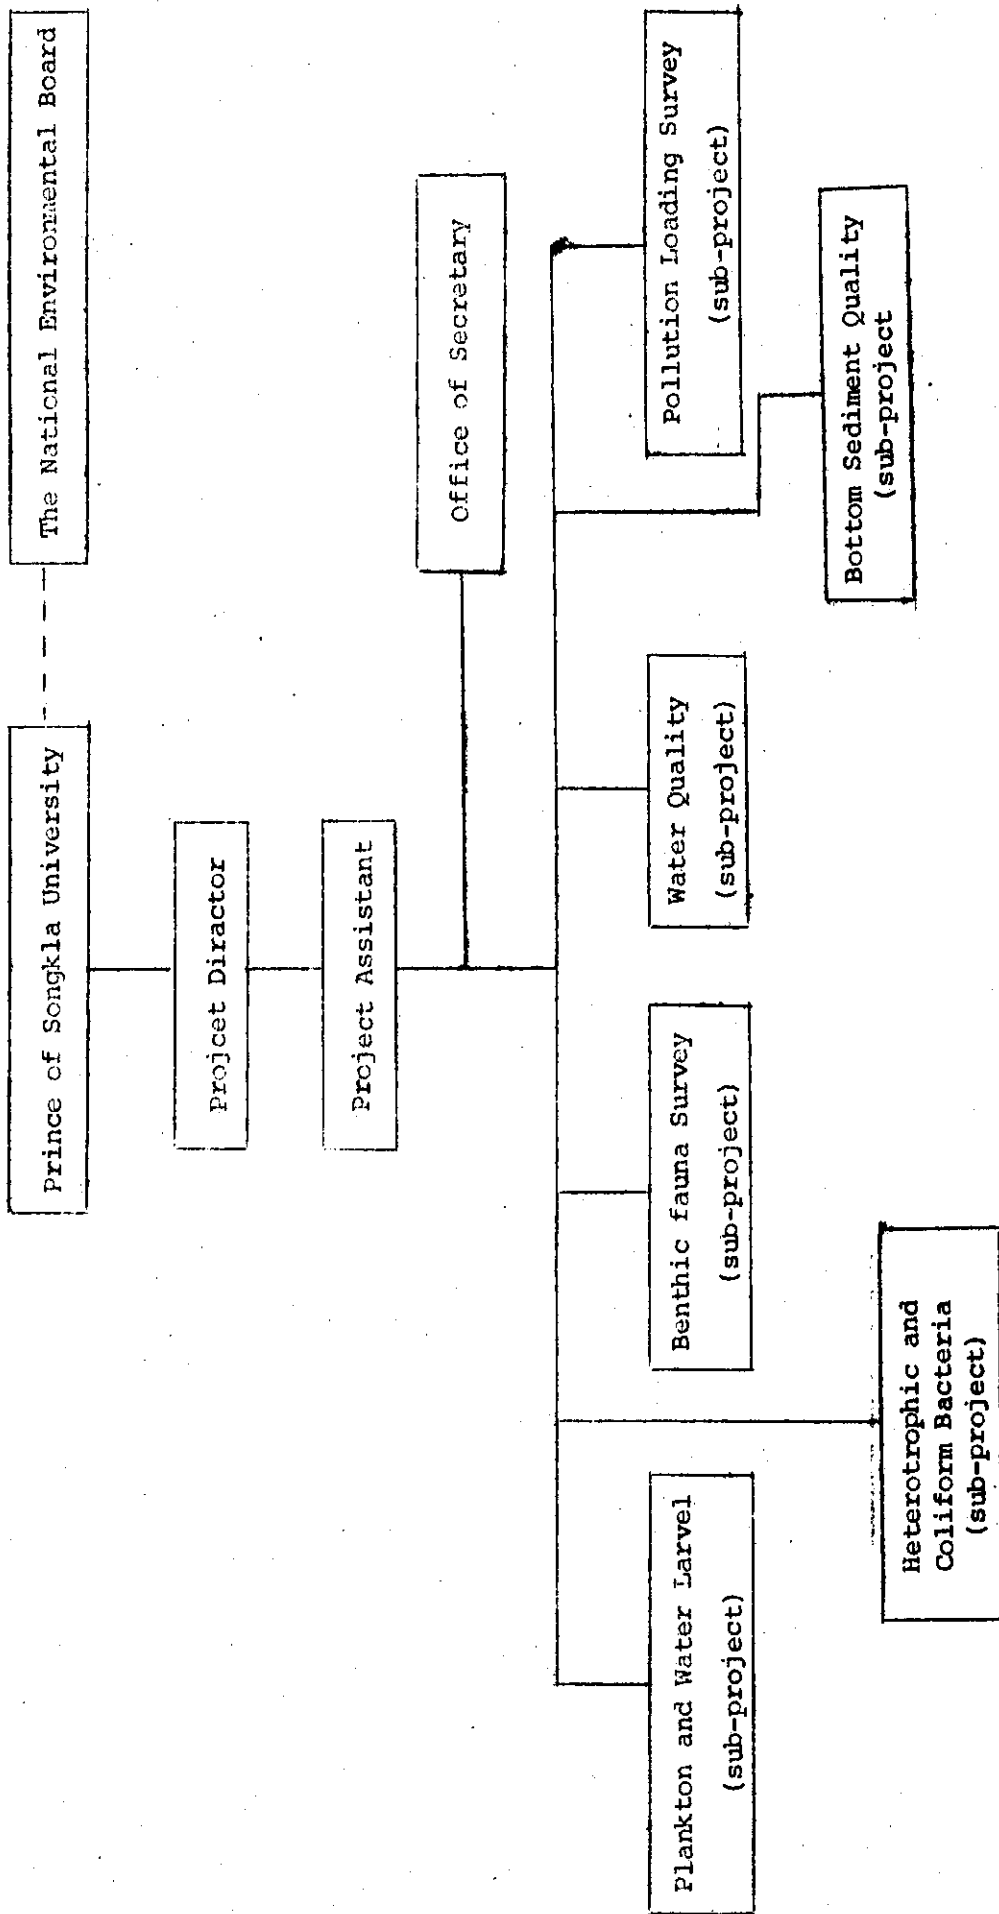 Prince of Songkla University
The National Environmental Board
Projcet Diractor
Project Assistant
Office of Secretary
Plankton and Water Larvel
(sub-project)
Benthic fauna Survey
(sub-project)
Water Quality
(sub-project)
Pollution Loading Survey
(sub-project)
Heterotrophic and
Coliform Bacteria
(sub-project)
Bottom Sediment Quality
(sub-project